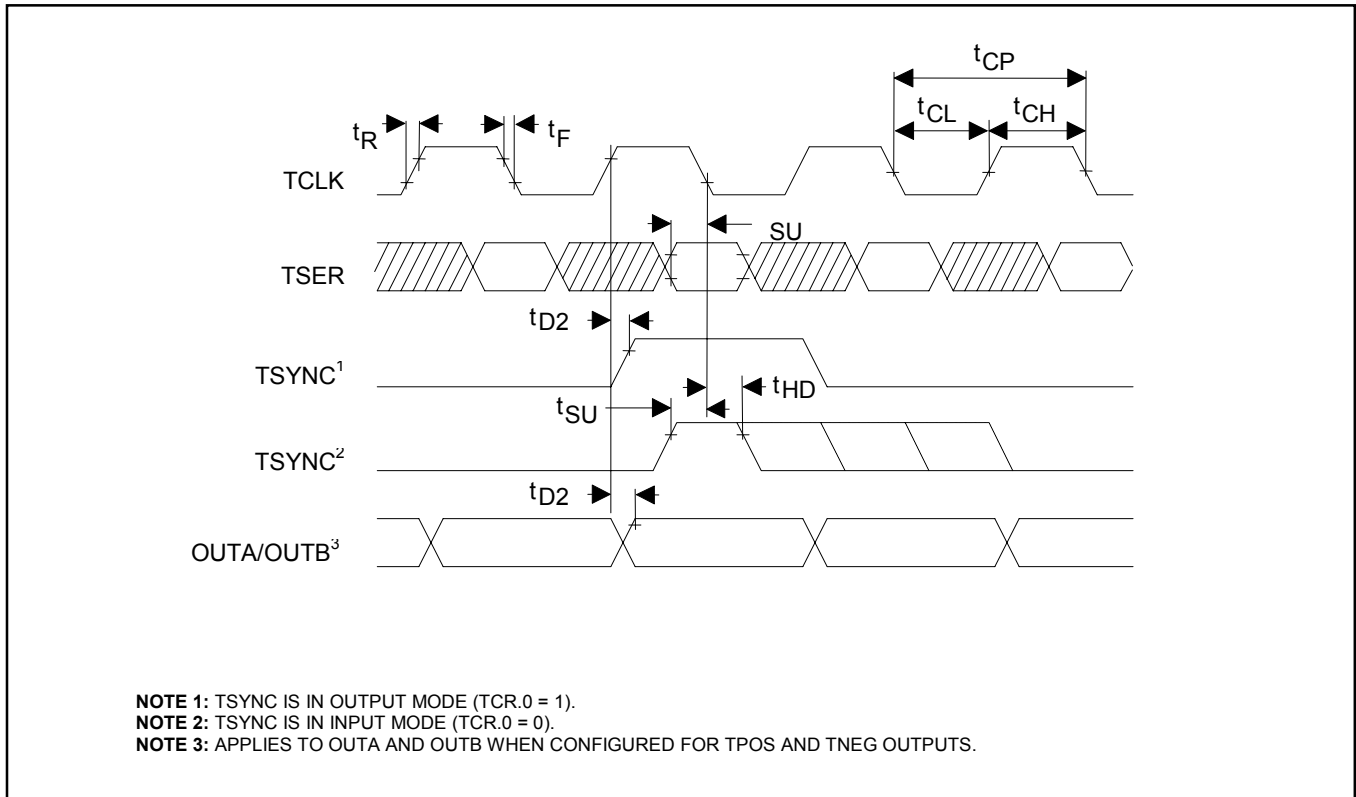 tCP
tCL tCH
tR tF
TCLK
SU
TSER
tD2
TSYNC1
tHD
tSU
TSYNC2
tD2
OUTA/OUTB3
NOTE 1: TSYNC IS IN OUTPUT MODE (TCR.0 = 1).
NOTE 2: TSYNC IS IN INPUT MODE (TCR.0 = 0).
NOTE 3: APPLIES TO OUTA AND OUTB WHEN CONFIGURED FOR TPOS AND TNEG OUTPUTS.